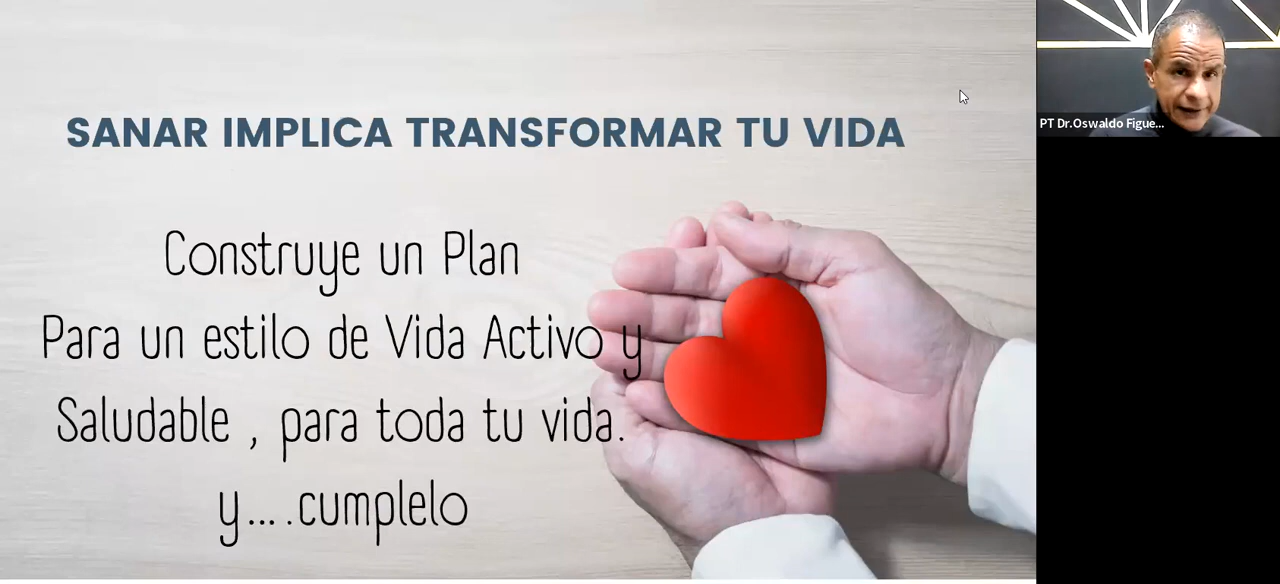 SANAR IMPLICA TRANSFORMAR TU VIDA
Construye un Plan
Para un estilo de Vida Activo y
Saludable , para toda tu vida.
y....cumplelo
PT Dr.Oswaldo Figue...